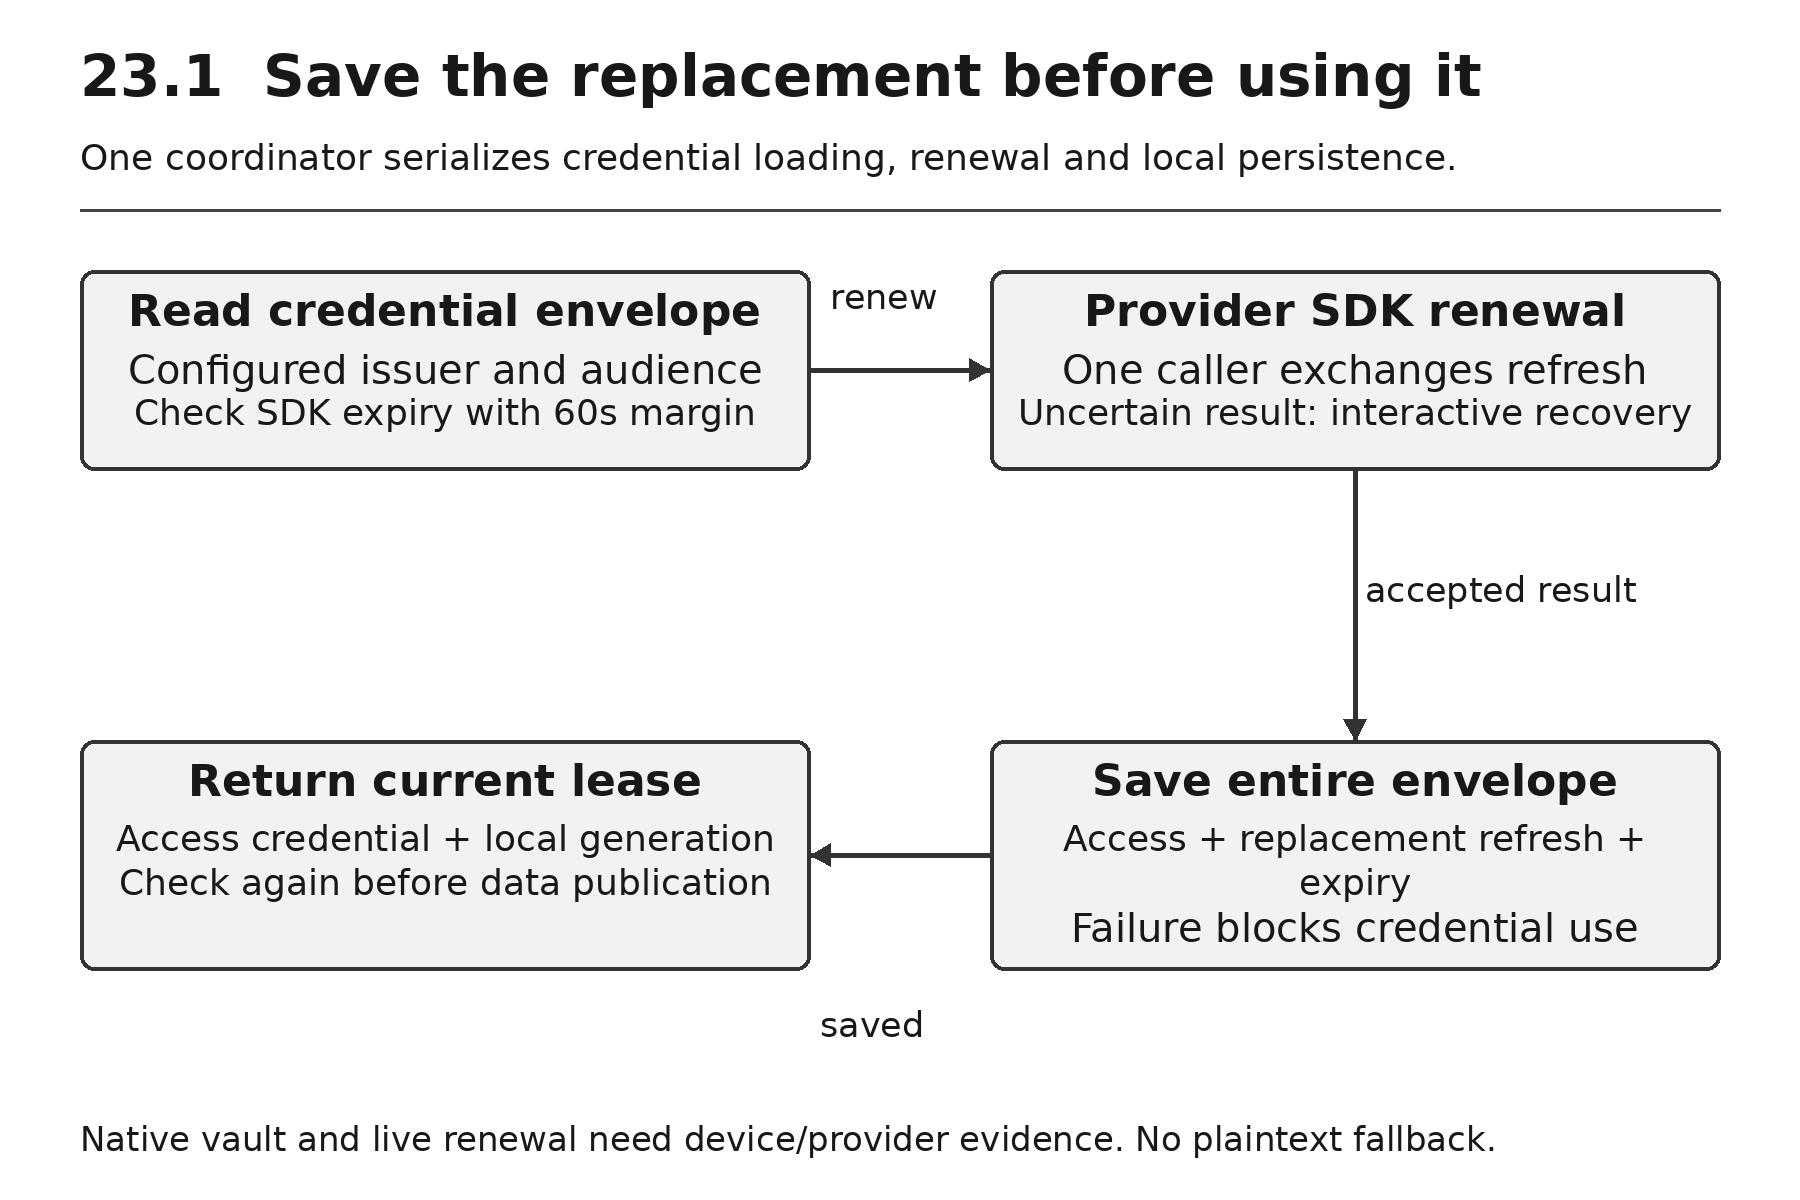 23.1 Save the replacement before using it
One coordinator serializes credential loading, renewal and local persistence.
Read credential envelope
Configured issuer and audience
Check SDK expiry with 60s margin
renew
Provider SDK renewal
One caller exchanges refresh
Uncertain result: interactive recovery
accepted result
Return current lease
Access credential + local generation
Check again before data publication
Save entire envelope
Access + replacement refresh +
expiry
Failure blocks credential use
saved
Native vault and live renewal need device/provider evidence. No plaintext fallback.